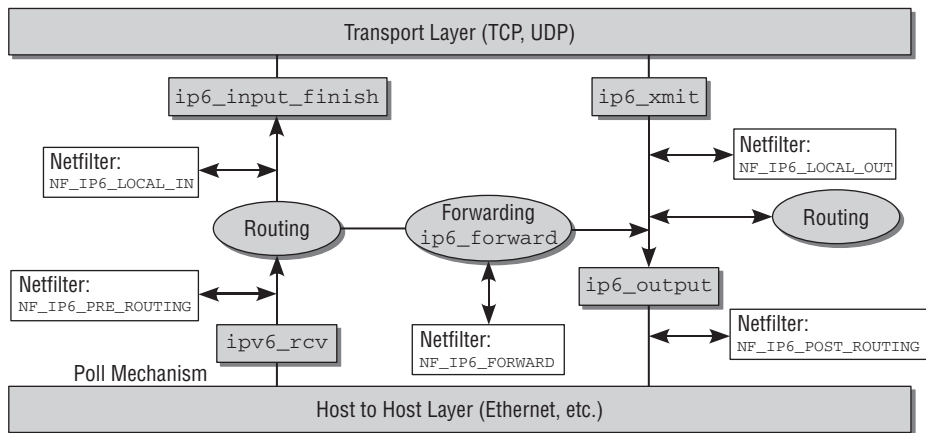 Transport Layer (TCP, UDP)
ip6_input_finish
ip6_xmit
Netfilter:
NF_IP6_LOCAL_IN
Netfilter:
NF_IP6_LOCAL_OUT
Routing
Forwarding
ip6_forward
Routing
Netfilter:
NF_IP6_PRE_ROUTING
ip6_output
ipv6_rcv
Netfilter:
NF_IP6_FORWARD
Netfilter:
NF_IP6_POST_ROUTING
Poll Mechanism
Host to Host Layer (Ethernet, etc.)